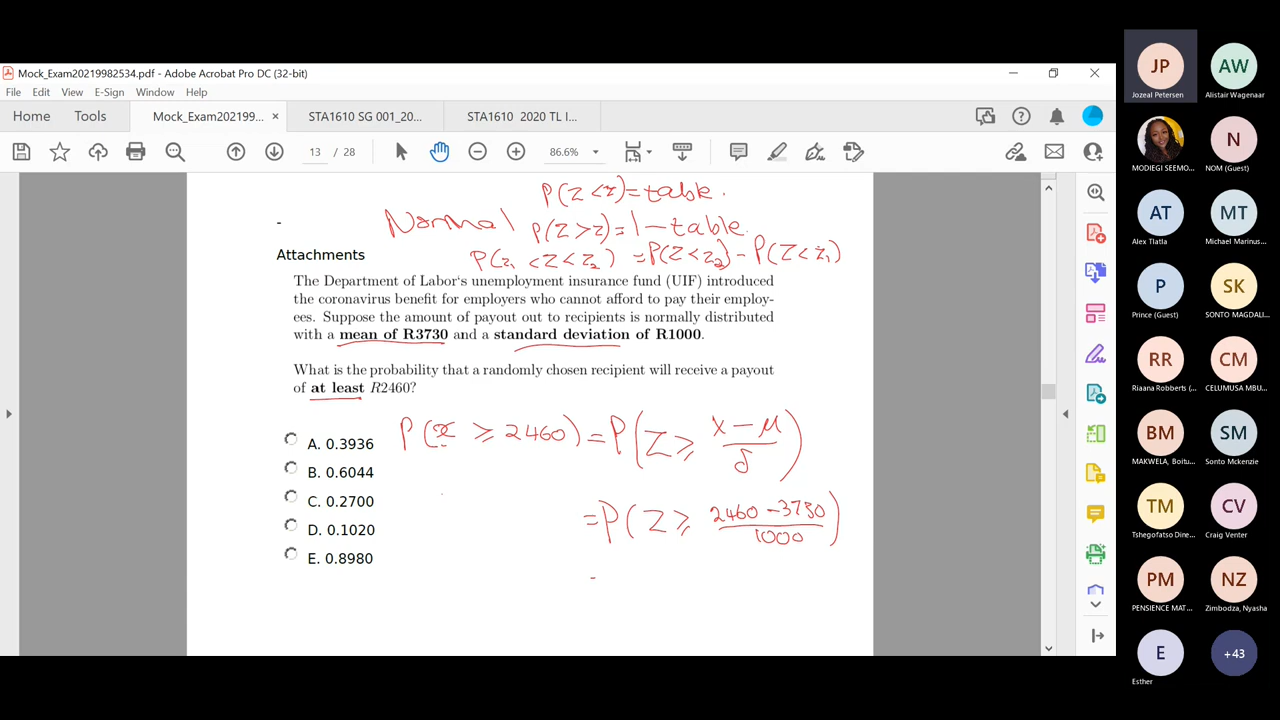 Mock_Exam20219982534.pdf - Adobe Acrobat Pro DC (32-bit)
File Edit View E-Sign Window Help
Home Tools Mock_Exam202199... × STA1610 SG 001_20... STA1610 2020 TL I...
13 / 28 86.6%
P(Z<z)=table.
Normal P(Z>z)=1-table.
P(z₁<Z<z₂)=P(Z<z₂)-P(Z<z₁)
-
Attachments
The Department of Labor‘s unemployment insurance fund (UIF) introduced
the coronavirus benefit for employers who cannot afford to pay their employ-
ees. Suppose the amount of payout out to recipients is normally distributed
with a mean of R3730 and a standard deviation of R1000.
What is the probability that a randomly chosen recipient will receive a payout
of at least R2460?
P(x ≥ 2460) = P(Z ≥ (x-μ)/δ)
= P(Z ≥ (2460-3730)/1000)
A. 0.3936
B. 0.6044
C. 0.2700
D. 0.1020
E. 0.8980
JP AW
Jozeal Petersen Alistair Wagenaar
N
MODIEGI SEEMO... NOM (Guest)
AT MT
Alex Tlatla Michael Marinus...
P SK
Prince (Guest) SONTO MAGDALI...
RR CM
Riaana Robberts (... CELUMUSA MBU...
BM SM
MAKWELA, Boitu... Sonto Mckenzie
TM CV
Tshegofatso Dine... Craig Venter
PM NZ
PENSIENCE MAT... Zimbodza, Nyasha
E +43
Esther